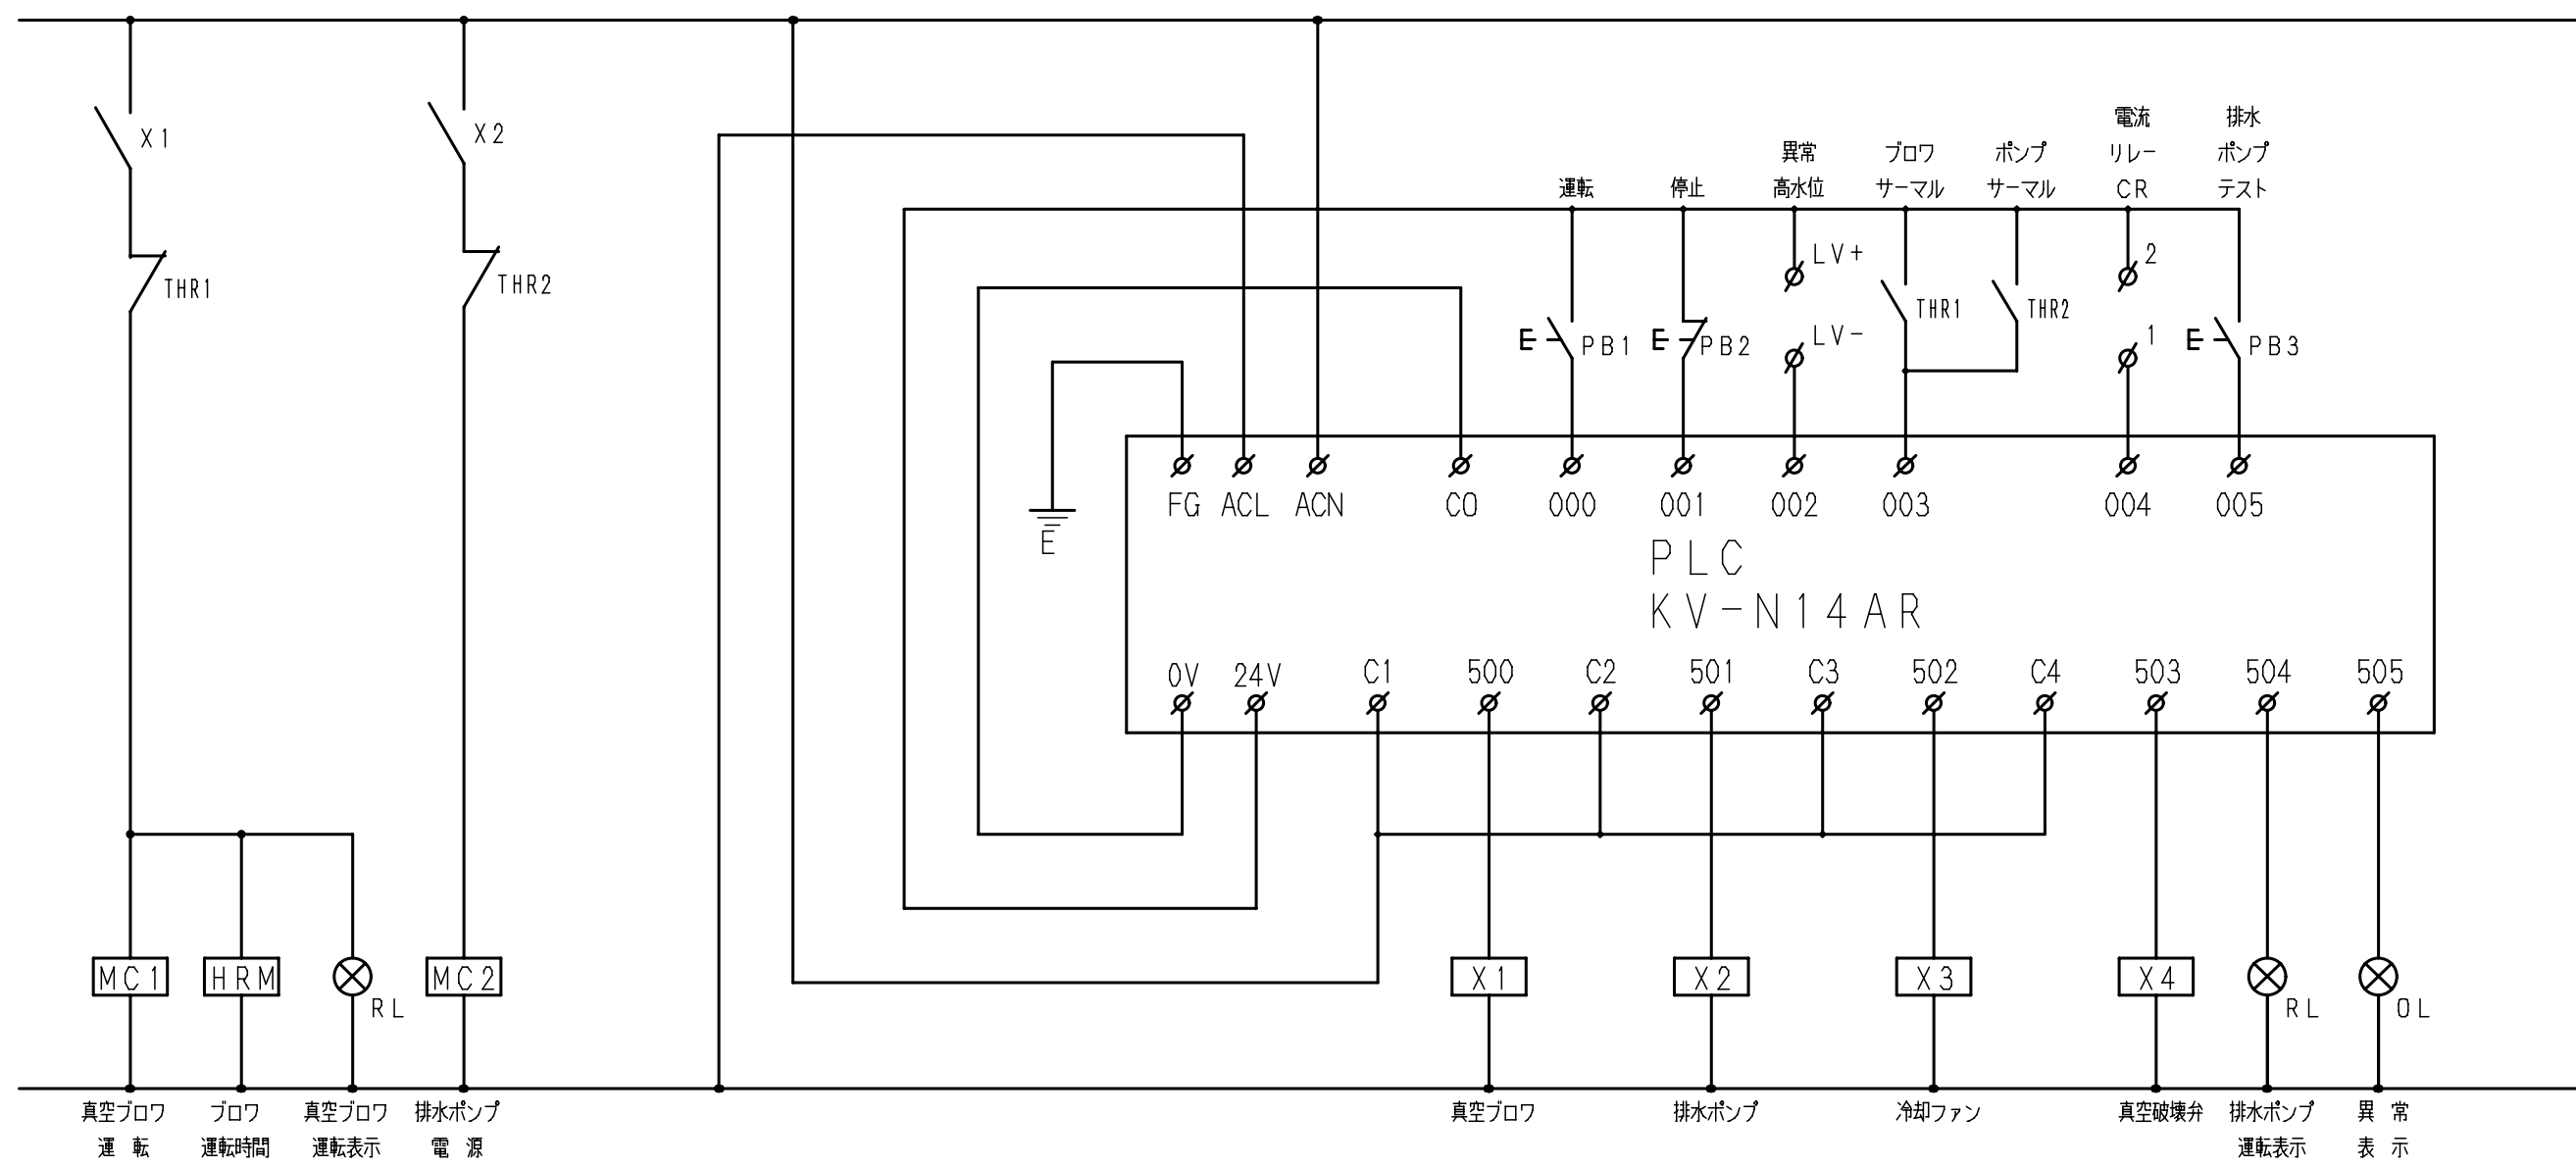 X1
X2
THR1
THR2
運転
停止
異常
高水位
ブロワ
サーマル
ポンプ
サーマル
電流
リレー
CR
排水
ポンプ
テスト
LV+
LV-
2
1
PB1
PB2
THR1
THR2
PB3
E
FG
ACL
ACN
C0
000
001
002
003
004
005
PLC
KV-N14AR
0V
24V
C1
500
C2
501
C3
502
C4
503
504
505
MC1
HRM
RL
MC2
X1
X2
X3
X4
RL
OL
真空ブロワ
運転
ブロワ
運転時間
真空ブロワ
運転表示
排水ポンプ
電源
真空ブロワ
排水ポンプ
冷却ファン
真空破壊分
排水ポンプ
運転表示
異常
表示